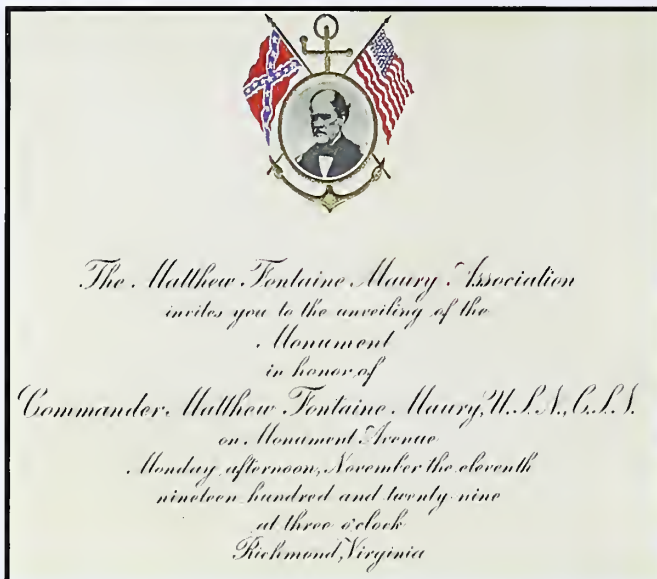 The Matthew Fontaine Maury Association
invites you to the unveiling of the
Monument
in honor of
Commander Matthew Fontaine Maury, U.S.N., C.S.N.
on Monument Avenue
Monday afternoon, November the eleventh
nineteen hundred and twenty-nine
at three o'clock
Richmond, Virginia